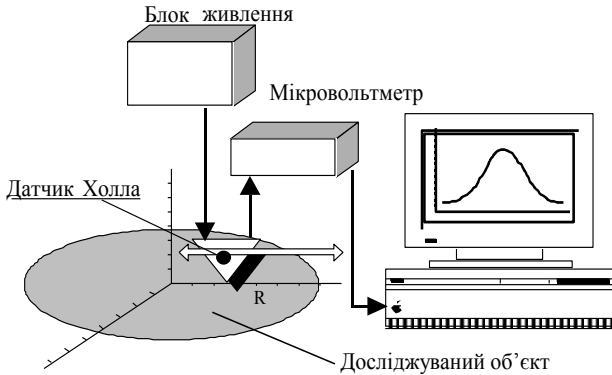 Блок живлення
Мікровольтметр
Датчик Холла
R
Досліджуваний об’єкт